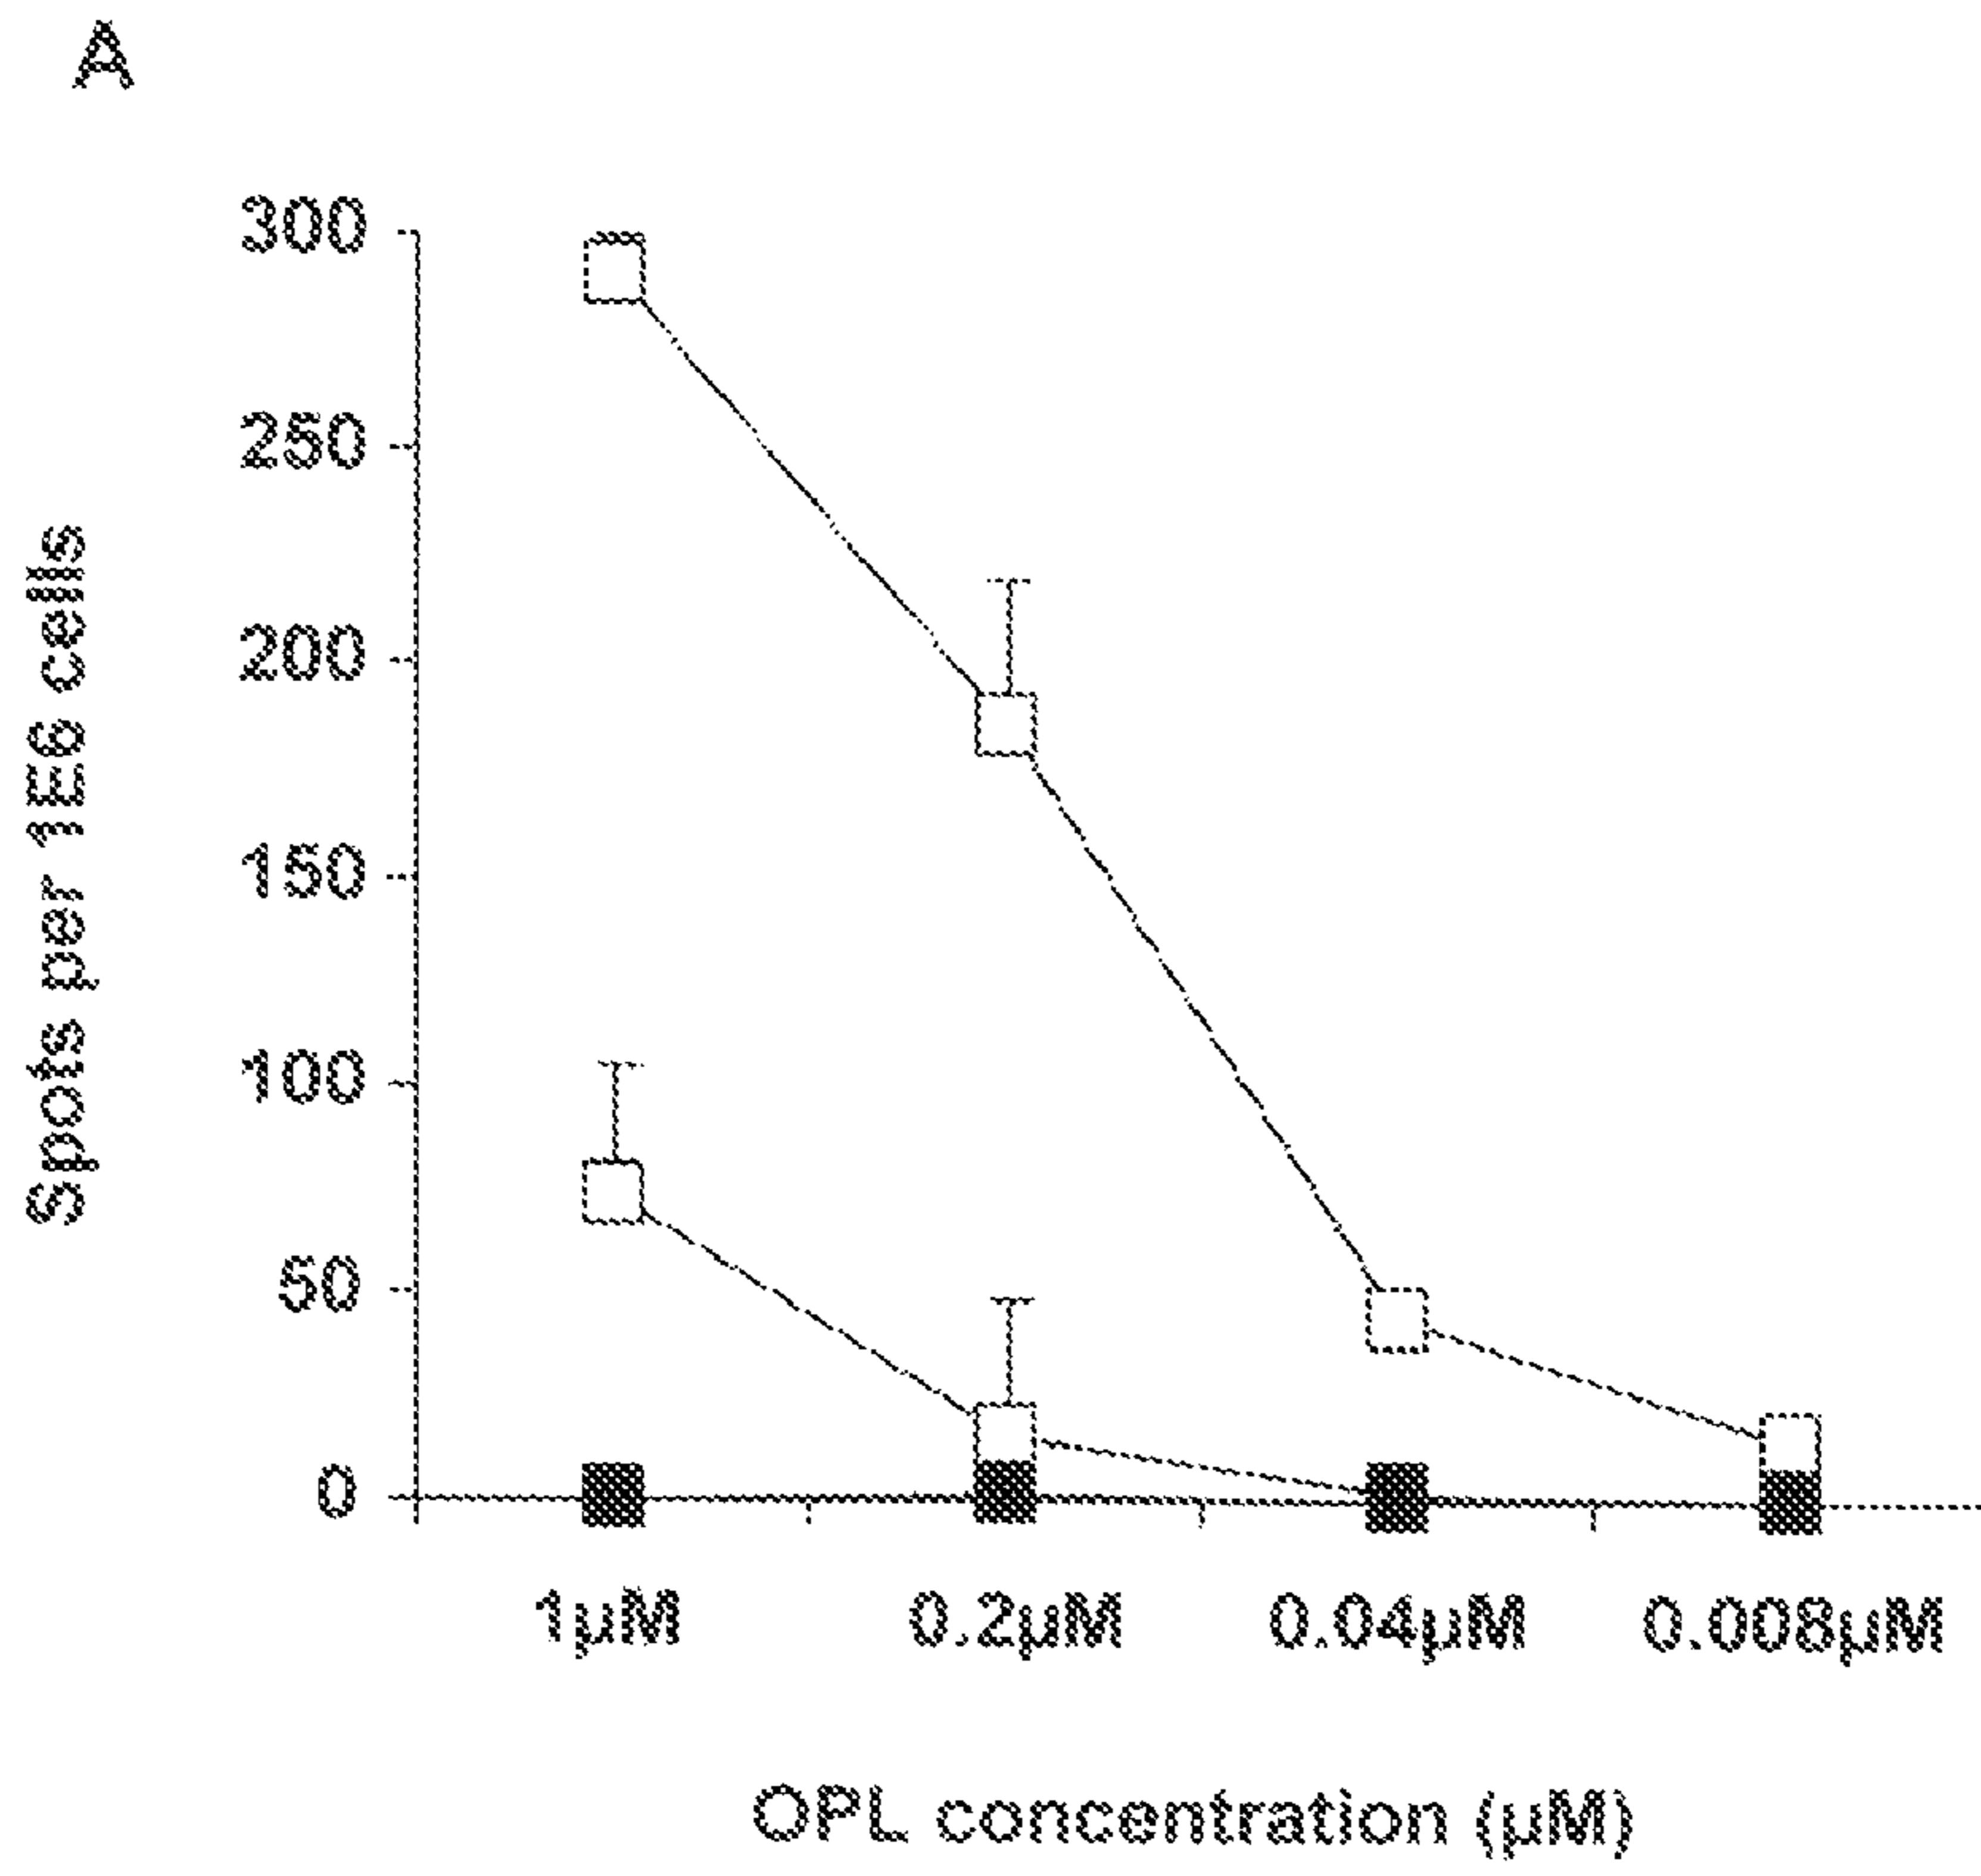 A
300
250
200
150
100
50
0
Spots per 1E6 cells
1µM 0.2µM 0.04µM 0.008µM
OPL concentration (µM)